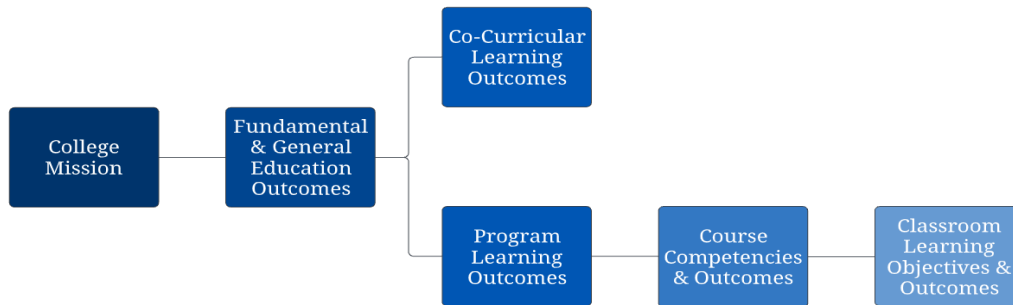 College
Mission
Fundamental
& General
Education
Outcomes
Co-Curricular
Learning
Outcomes
Program
Learning
Outcomes
Course
Competencies
& Outcomes
Classroom
Learning
Objectives &
Outcomes